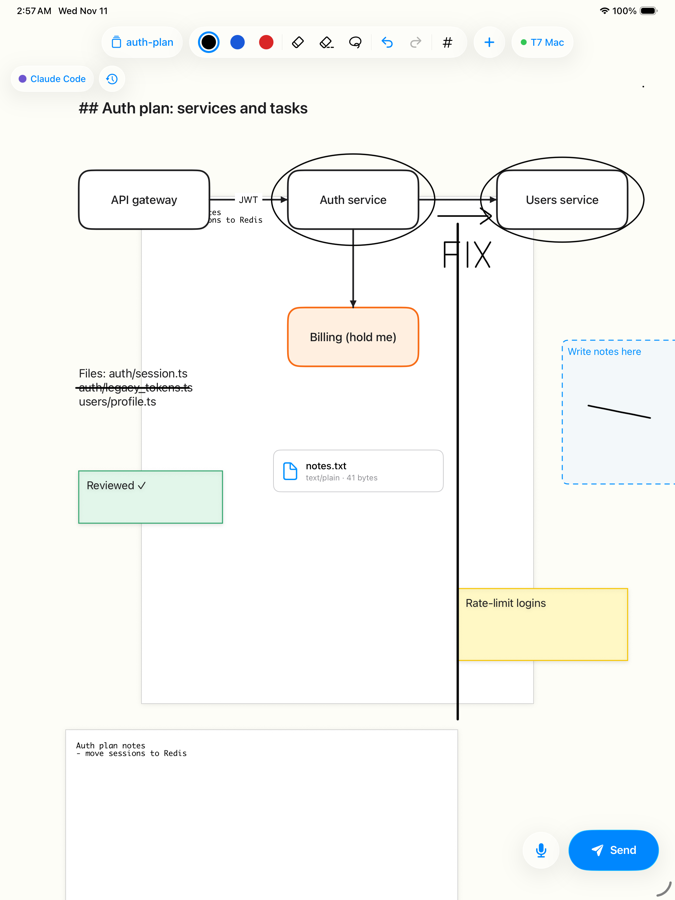 2:57 AM Wed Nov 11
100%
auth-plan
#
T7 Mac
Claude Code
## Auth plan: services and tasks
API gateway
JWT
Auth service
Users service
ons to Redis
FIX
Billing (hold me)
Write notes here
Files: auth/session.ts
auth/legacy_tokens.ts
users/profile.ts
notes.txt
text/plain · 41 bytes
Reviewed ✓
Rate-limit logins
Auth plan notes
- move sessions to Redis
Send